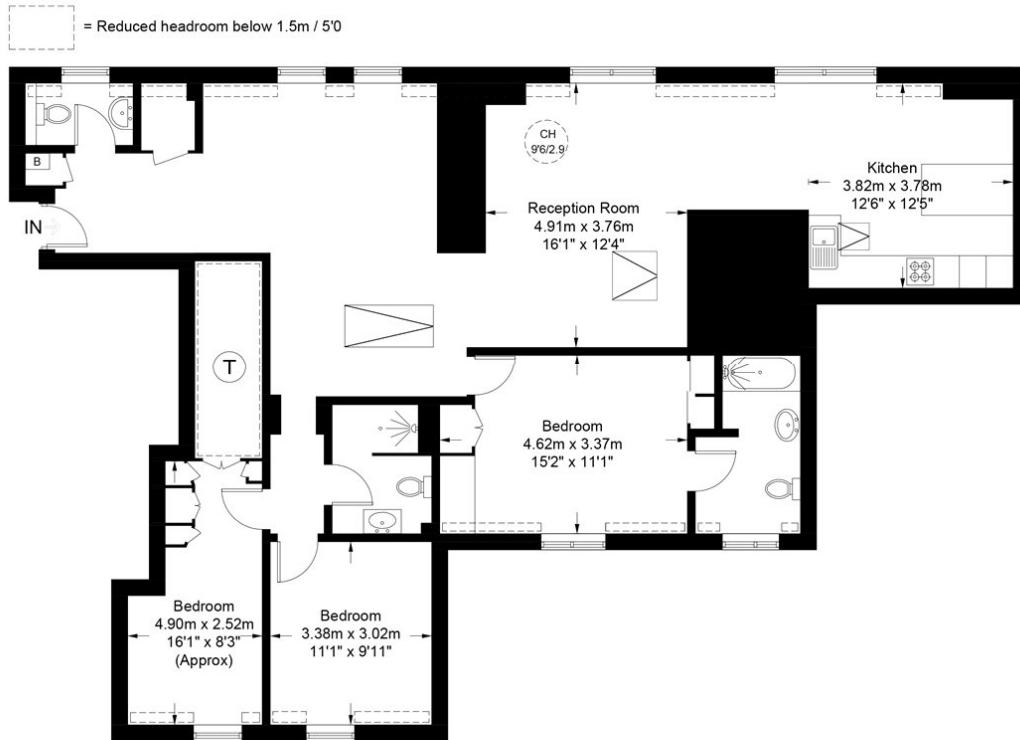 = Reduced headroom below 1.5m / 5'0
CH
9'6/2.9
B
IN
Kitchen
3.82m x 3.78m
12'6" x 12'5"
Reception Room
4.91m x 3.76m
16'1" x 12'4"
T
Bedroom
4.62m x 3.37m
15'2" x 11'1"
Bedroom
4.90m x 2.52m
16'1" x 8'3"
(Approx)
Bedroom
3.38m x 3.02m
11'1" x 9'11"